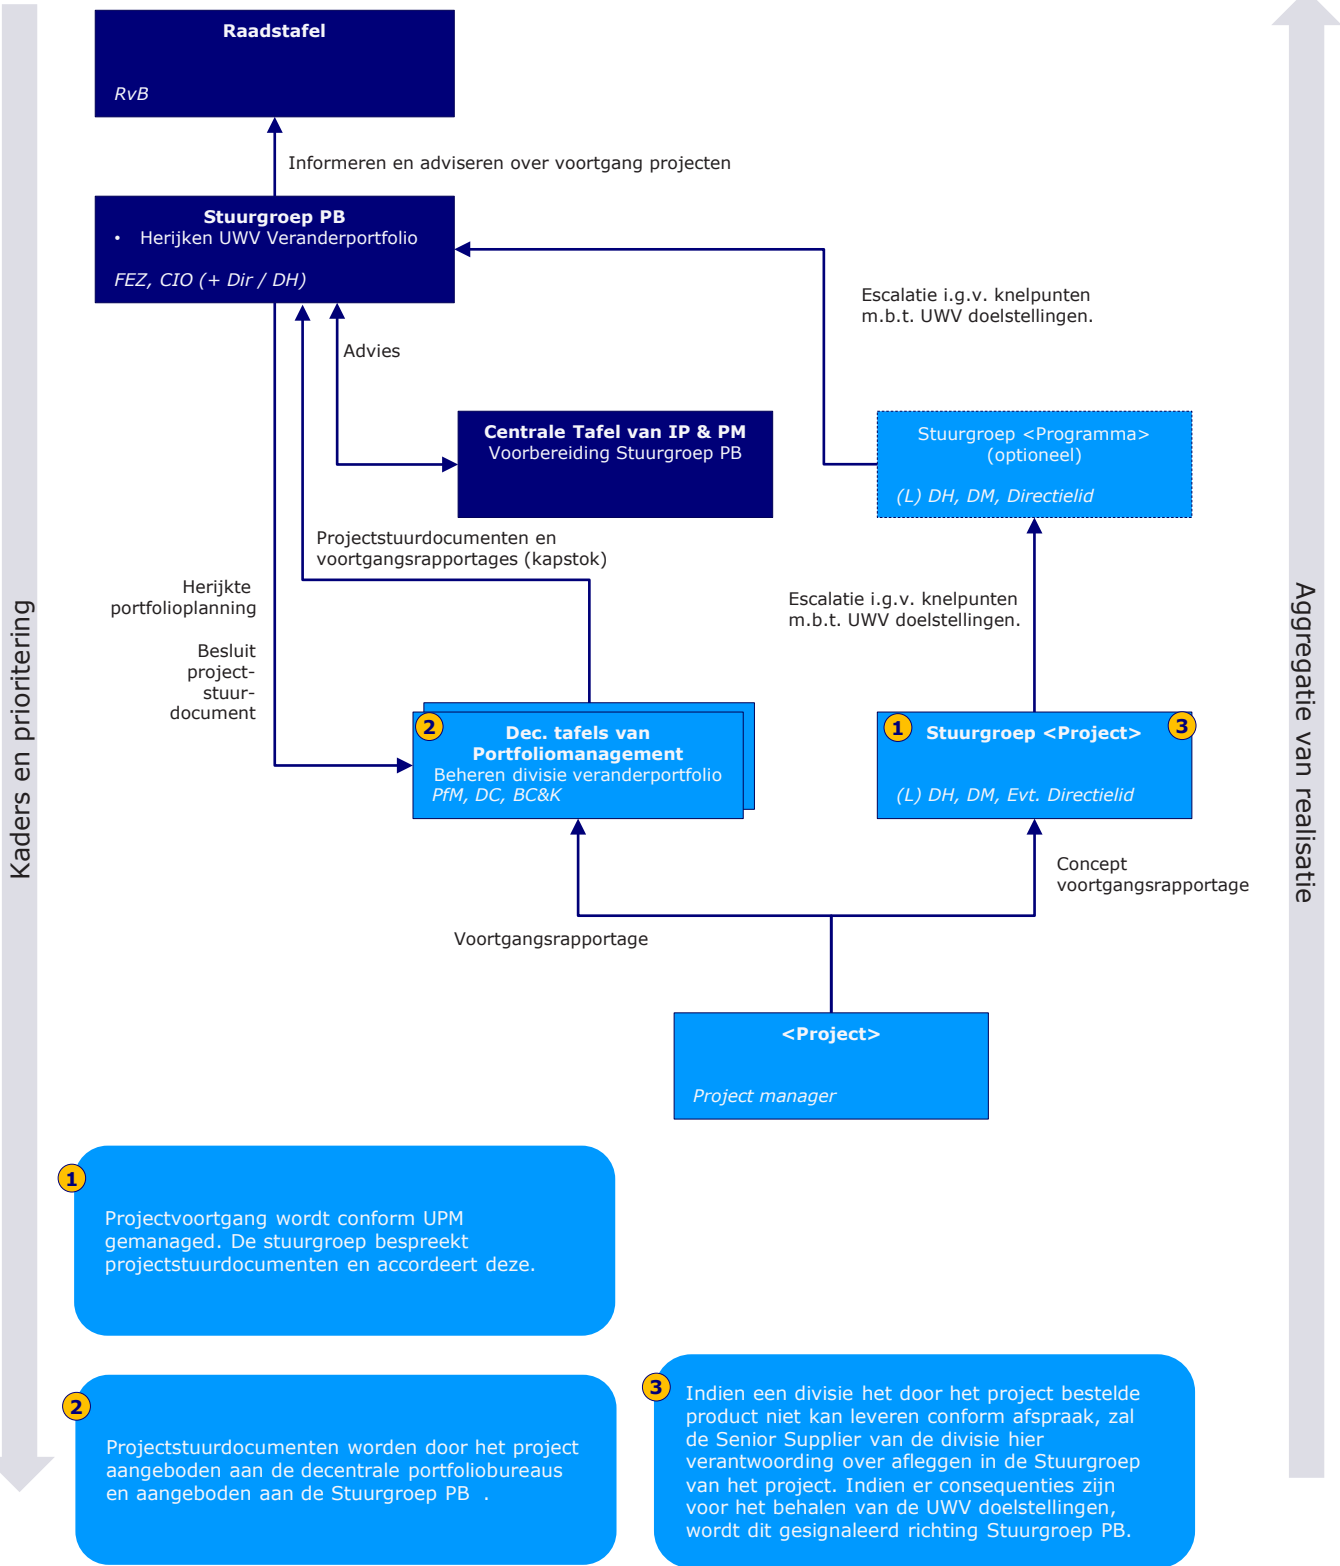 Raadstafel
RvB
Informeren en adviseren over voortgang projecten
Stuurgroep PB
• Herijken UWV Veranderportfolio
FEZ, CIO (+ Dir / DH)
Escalatie i.g.v. knelpunten
m.b.t. UWV doelstellingen.
Advies
Centrale Tafel van IP & PM
Voorbereiding Stuurgroep PB
Stuurgroep <Programma>
(optioneel)
(L) DH, DM, Directielid
Projectstuurdocumenten en
voortgangsrapportages (kapstok)
Herijkte
portfolioplanning
Escalatie i.g.v. knelpunten
m.b.t. UWV doelstellingen.
Besluit
project-
stuur-
document
Kaders en prioritering
Aggregatie van realisatie
2
Dec. tafels van
Portfoliomanagement
Beheren divisie veranderportfolio
PfM, DC, BC&K
1
Stuurgroep <Project>
3
(L) DH, DM, Evt. Directielid
Concept
voortgangsrapportage
Voortgangsrapportage
<Project>
Project manager
1
Projectvoortgang wordt conform UPM
gemanaged. De stuurgroep bespreekt
projectstuurdocumenten en accordeert deze.
2
Projectstuurdocumenten worden door het project
aangeboden aan de decentrale portfoliobureaus
en aangeboden aan de Stuurgroep PB .
3
Indien een divisie het door het project bestelde
product niet kan leveren conform afspraak, zal
de Senior Supplier van de divisie hier
verantwoording over afleggen in de Stuurgroep
van het project. Indien er consequenties zijn
voor het behalen van de UWV doelstellingen,
wordt dit gesignaleerd richting Stuurgroep PB.